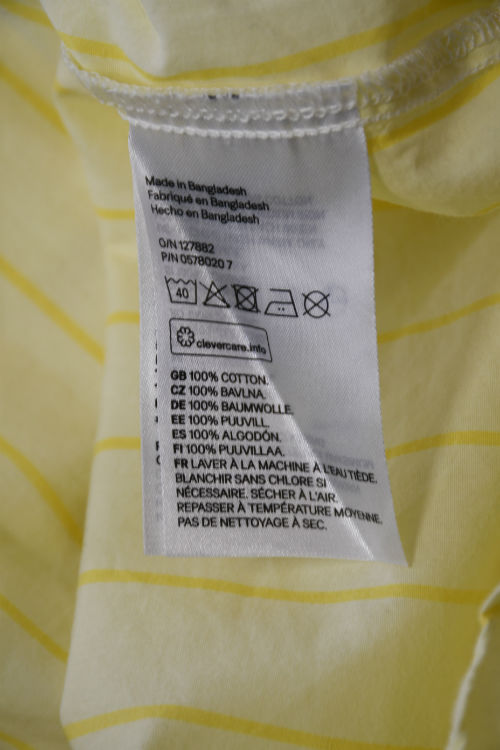 Made in Bangladesh
Fabriqué en Bangladesh
Hecho en Bangladesh
O/N 127882
P/N 0578020 7
40
clevercare.info
GB 100% COTTON.
CZ 100% BAVLNA.
DE 100% BAUMWOLLE.
EE 100% PUUVILL.
ES 100% ALGODÓN.
FI 100% PUUVILLAA.
FR LAVER À LA MACHINE À L'EAU TIÈDE.
BLANCHIR SANS CHLORE SI
NÉCESSAIRE. SÉCHER À L'AIR.
REPASSER À TEMPÉRATURE MOYENNE.
PAS DE NETTOYAGE À SEC.